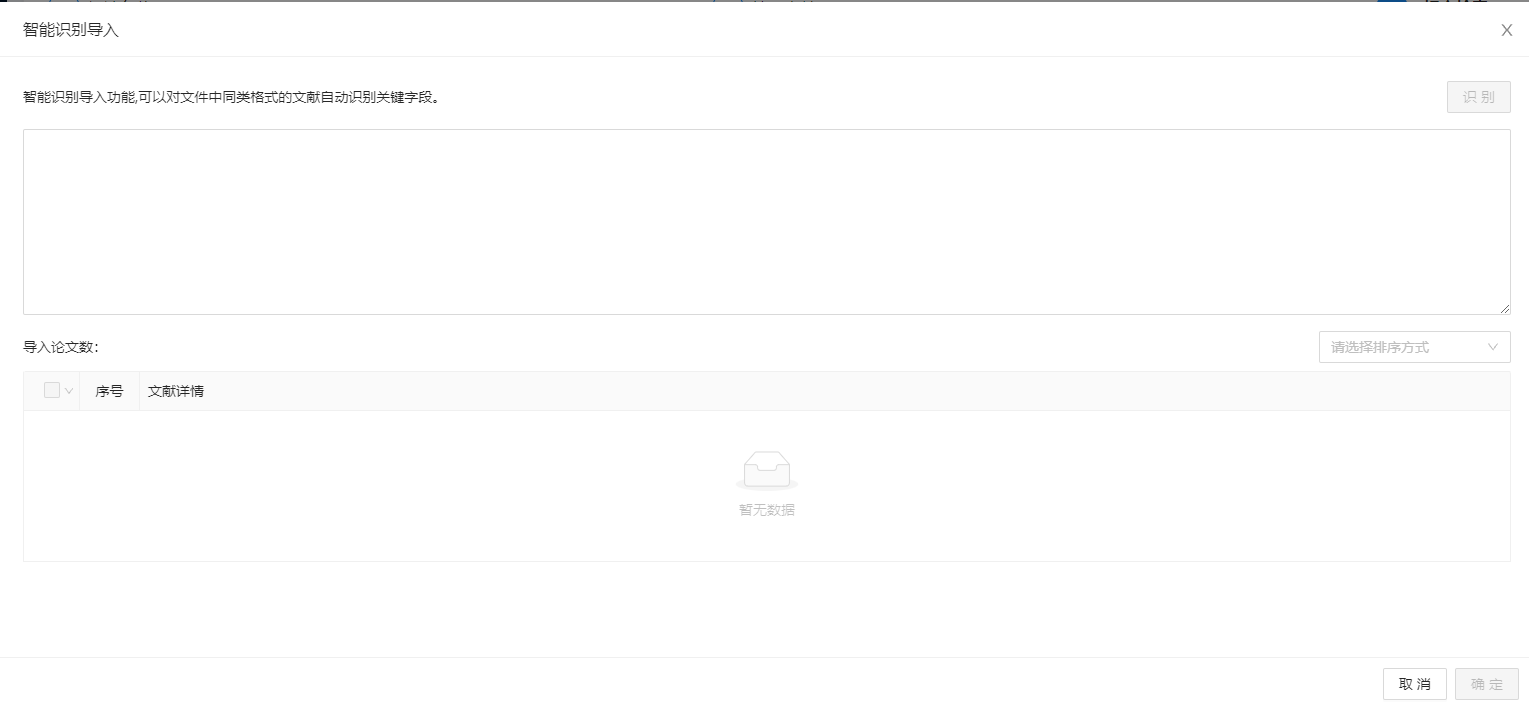 智能识别导入
智能识别导入功能,可以对文件中同类格式的文献自动识别关键字段。
识 别
导入论文数：
请选择排序方式
序号 文献详情
暂无数据
取 消 确 定